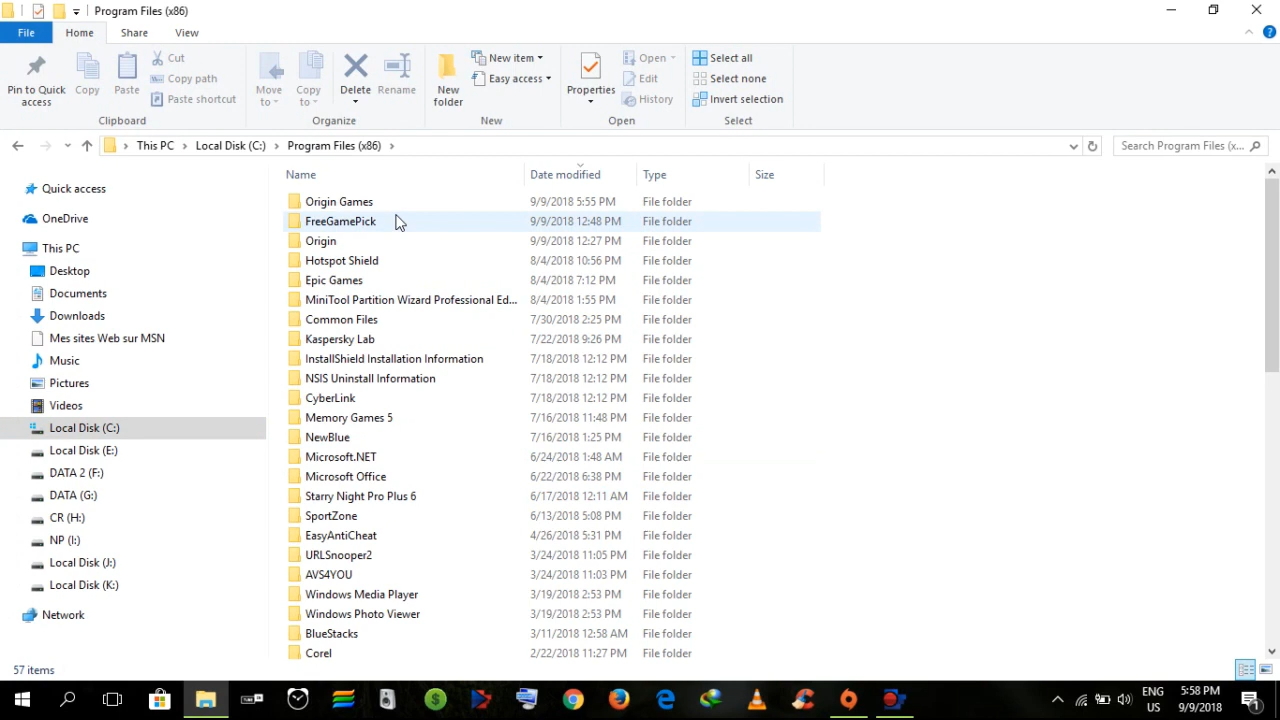 Program Files (x86)
File Home Share View
Pin to Quick access
Copy
Paste
Cut
Copy path
Paste shortcut
Clipboard
Move to
Copy to
Delete
Rename
Organize
New folder
New item
Easy access
New
Properties
Open
Edit
History
Open
Select all
Select none
Invert selection
Select
This PC Local Disk (C:) Program Files (x86)
Search Program Files (x...
Quick access
OneDrive
This PC
Desktop
Documents
Downloads
Mes sites Web sur MSN
Music
Pictures
Videos
Local Disk (C:)
Local Disk (E:)
DATA 2 (F:)
DATA (G:)
CR (H:)
NP (I:)
Local Disk (J:)
Local Disk (K:)
Network
Name Date modified Type Size
Origin Games 9/9/2018 5:55 PM File folder
FreeGamePick 9/9/2018 12:48 PM File folder
Origin 9/9/2018 12:27 PM File folder
Hotspot Shield 8/4/2018 10:56 PM File folder
Epic Games 8/4/2018 7:12 PM File folder
MiniTool Partition Wizard Professional Ed... 8/4/2018 1:55 PM File folder
Common Files 7/30/2018 2:25 PM File folder
Kaspersky Lab 7/22/2018 9:26 PM File folder
InstallShield Installation Information 7/18/2018 12:12 PM File folder
NSIS Uninstall Information 7/18/2018 12:12 PM File folder
CyberLink 7/18/2018 12:12 PM File folder
Memory Games 5 7/16/2018 11:48 PM File folder
NewBlue 7/16/2018 1:25 PM File folder
Microsoft.NET 6/24/2018 1:48 AM File folder
Microsoft Office 6/22/2018 6:38 PM File folder
Starry Night Pro Plus 6 6/17/2018 12:11 AM File folder
SportZone 6/13/2018 5:08 PM File folder
EasyAntiCheat 4/26/2018 5:31 PM File folder
URLSnooper2 3/24/2018 11:05 PM File folder
AVS4YOU 3/24/2018 11:03 PM File folder
Windows Media Player 3/19/2018 2:53 PM File folder
Windows Photo Viewer 3/19/2018 2:53 PM File folder
BlueStacks 3/11/2018 12:58 AM File folder
Corel 2/22/2018 11:27 PM File folder
57 items
ENG
US
5:58 PM
9/9/2018